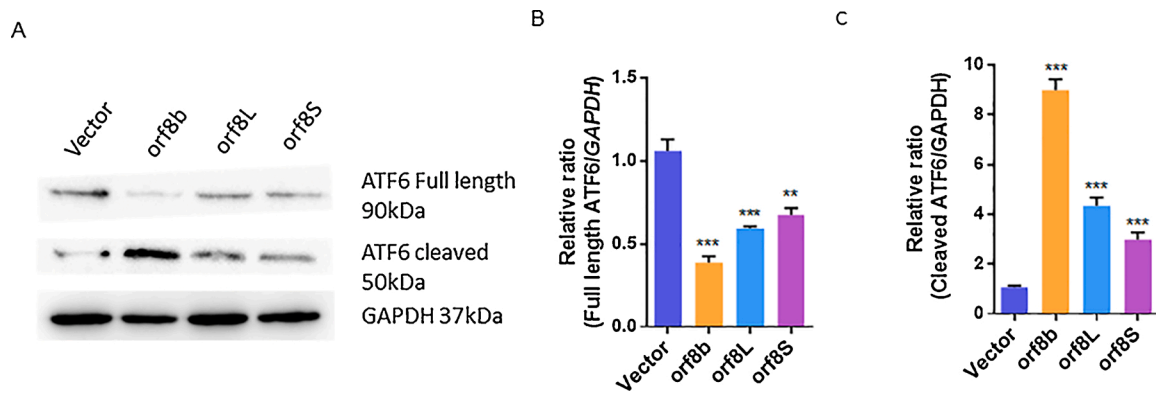 A
Vector
orf8b
orf8L
orf8S
ATF6 Full length
90kDa
ATF6 cleaved
50kDa
GAPDH 37kDa
B
Relative ratio
(Full length ATF6/GAPDH)
1.5
1.0
0.5
0.0
***
***
**
Vector
orf8b
orf8L
orf8S
C
Relative ratio
(Cleaved ATF6/GAPDH)
10
8
6
4
2
0
***
***
***
Vector
orf8b
orf8L
orf8S